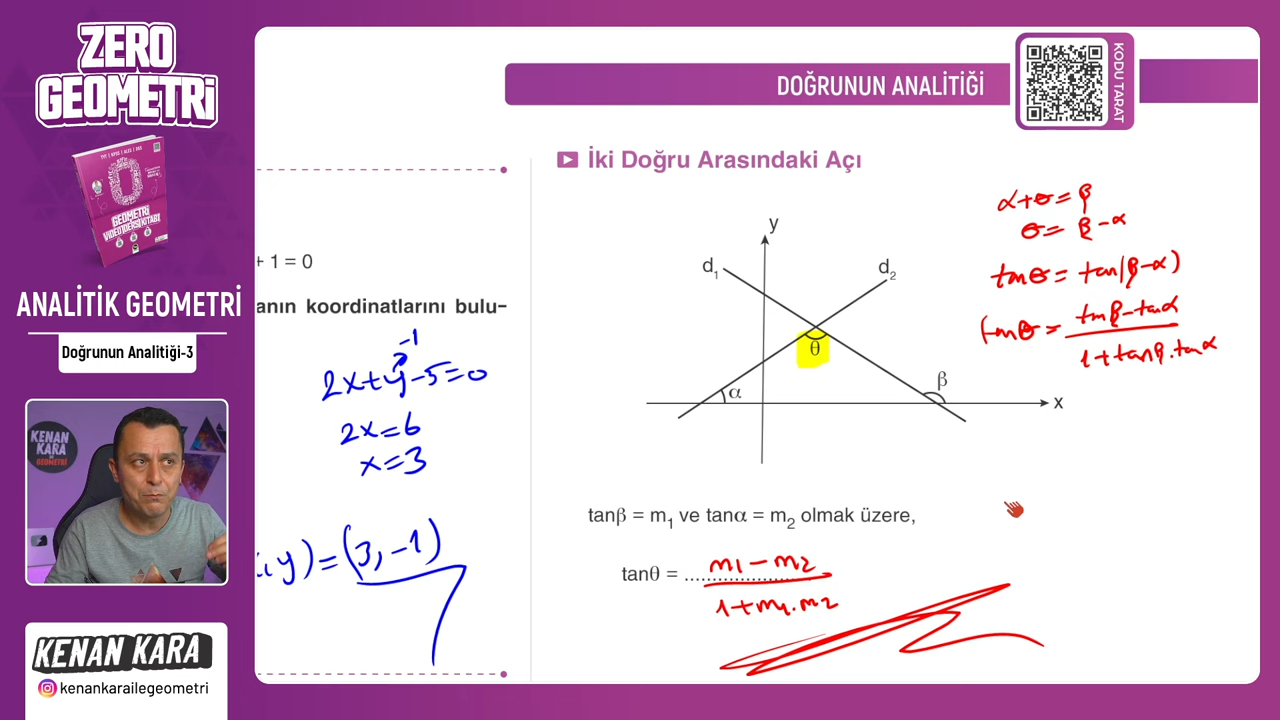 ZERO
GEOMETRİ
GEOMETRİ
VİDEO DERS KİTABI
ANALİTİK GEOMETRİ
Doğrunun Analitiği-3
KENAN
KARA
GEOMETRİ
KENAN KARA
kenankarailegeometri
DOĞRUNUN ANALİTİĞİ
KODU TARAT
+ 1 = 0
anın koordinatlarını bulu-
-1
2x+y-5=0
2x=6
x=3
y)=(3,-1)
İki Doğru Arasındaki Açı
y
d1
d2
θ
α
β
x
α+θ=β
θ=β-α
tanθ=tan(β-α)
tanθ=
tanβ-tanα
1+tanβ.tanα
tanβ = m1 ve tanα = m2 olmak üzere,
tanθ = ......................
m1-m2
1+m1.m2